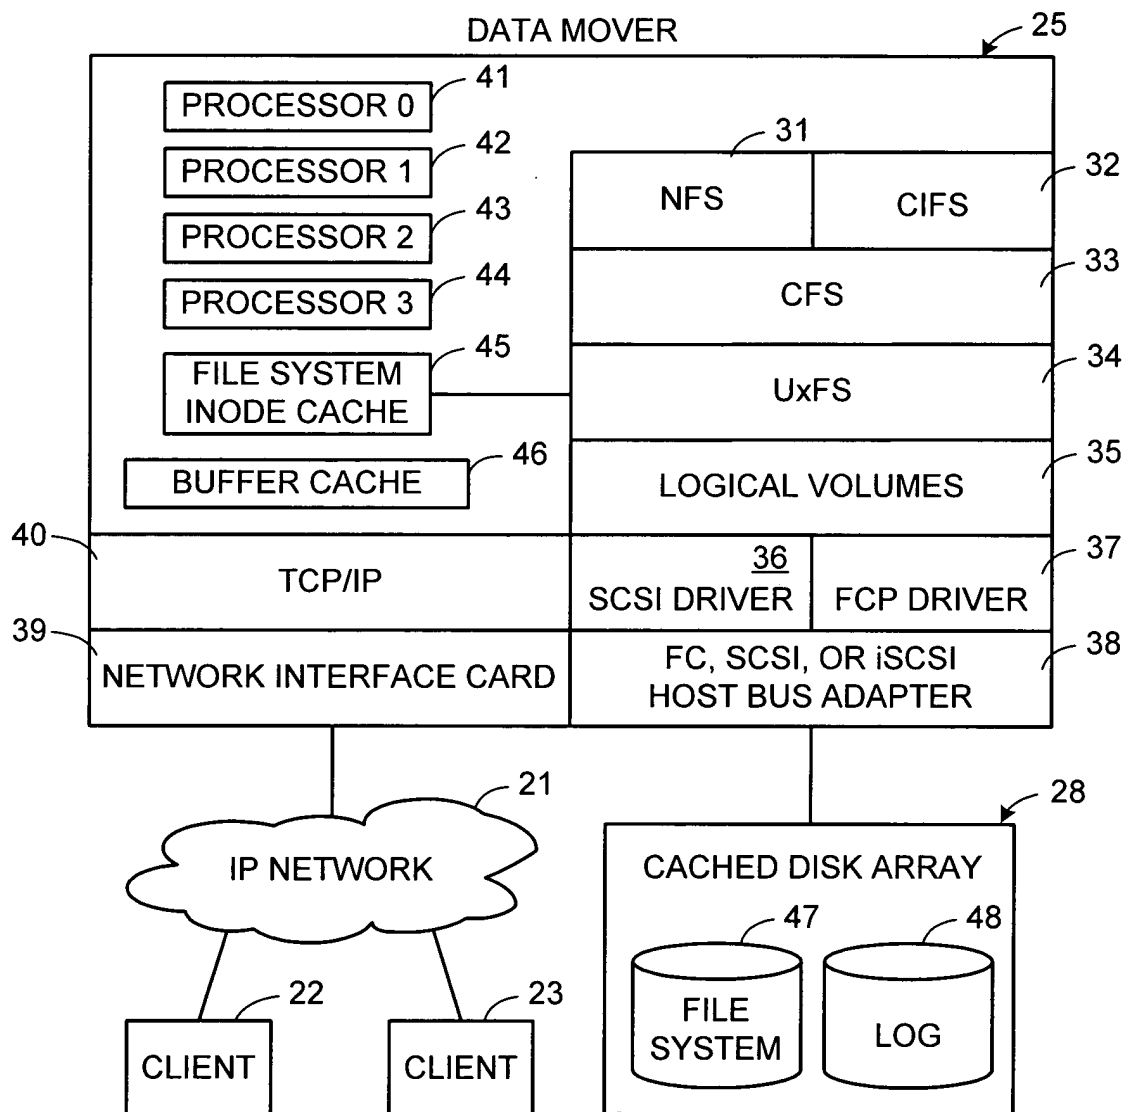 DATA MOVER
25
PROCESSOR 0
41
PROCESSOR 1
42
PROCESSOR 2
43
PROCESSOR 3
44
FILE SYSTEM
INODE CACHE
45
BUFFER CACHE
46
31
NFS
CIFS
32
CFS
33
UxFS
34
LOGICAL VOLUMES
35
40
TCP/IP
36
SCSI DRIVER
FCP DRIVER
37
39
NETWORK INTERFACE CARD
FC, SCSI, OR iSCSI
HOST BUS ADAPTER
38
21
IP NETWORK
22
CLIENT
23
CLIENT
28
CACHED DISK ARRAY
47
FILE
SYSTEM
48
LOG